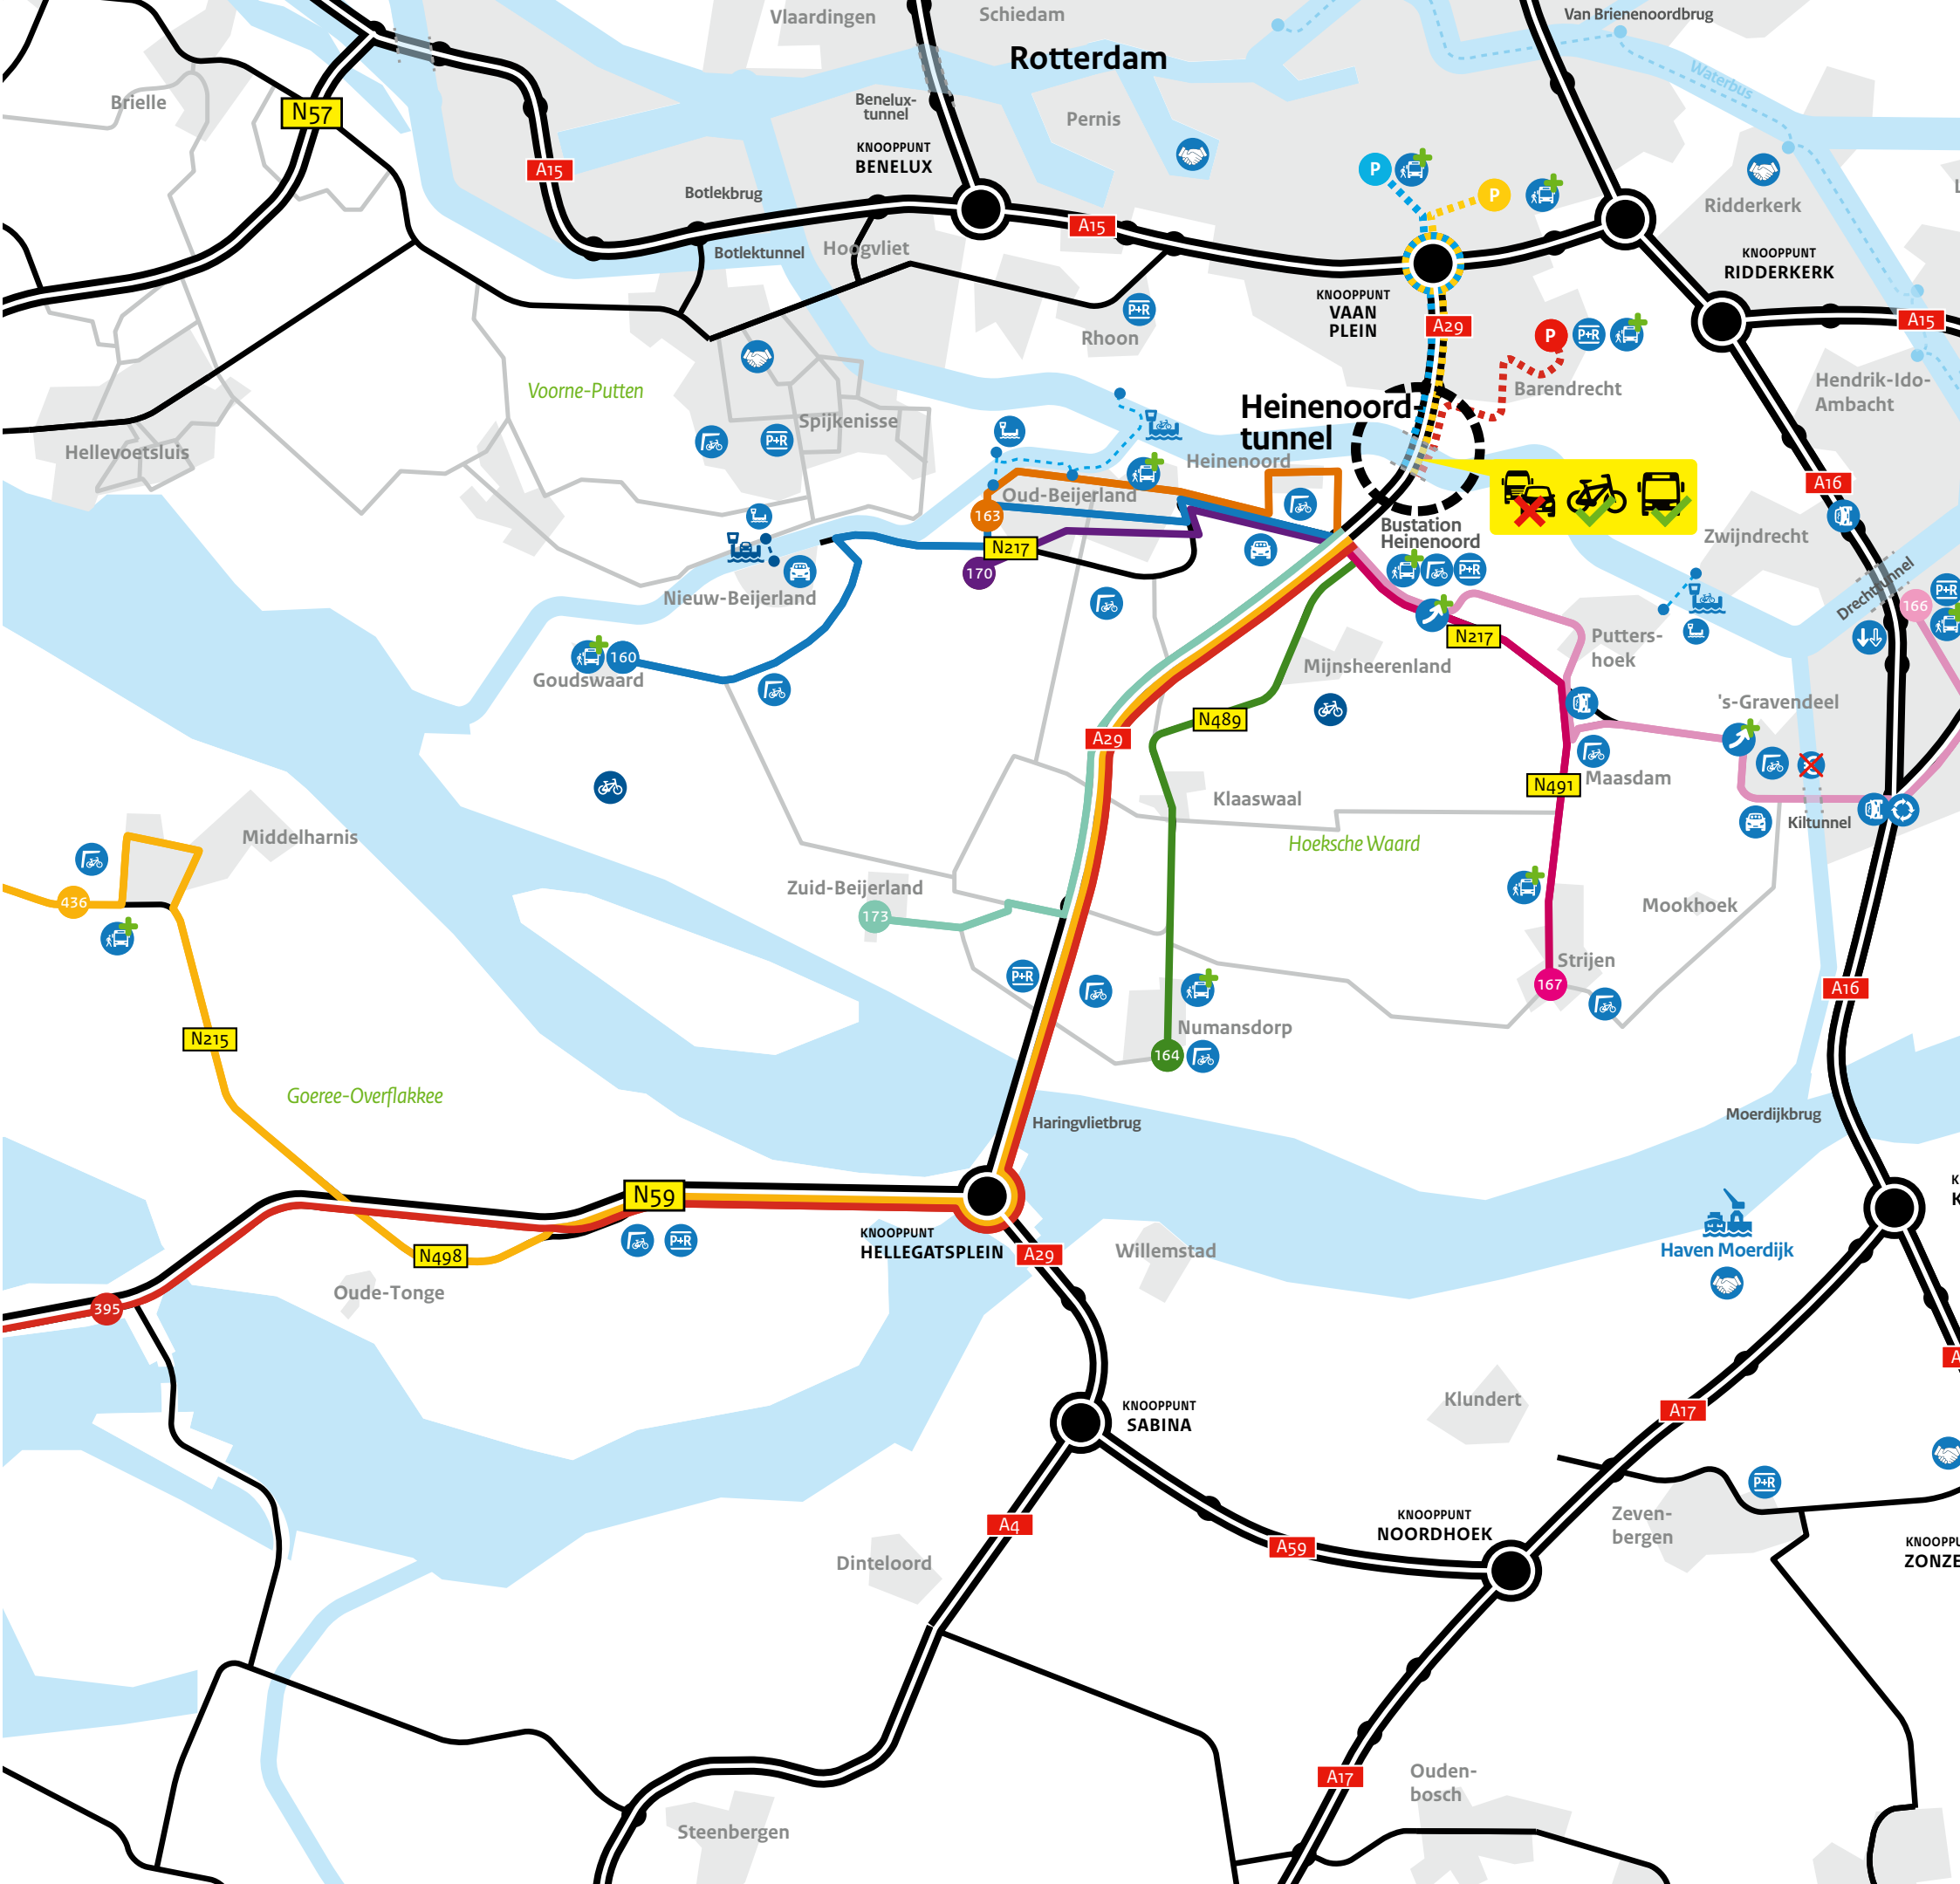 Vlaardingen
Schiedam
Van Brienenoordbrug
Rotterdam
Waterbus
Brielle
N57
Benelux-
tunnel
Pernis
KNOOPPUNT
BENELUX
A15
P
P
Botlekbrug
Ridderkerk
A15
Botlektunnel
Hoogvliet
KNOOPPUNT
RIDDERKERK
KNOOPPUNT
VAAN
PLEIN
A29
P+R
Rhoon
P
P+R
A15
Voorne-Putten
Barendrecht
Hendrik-Ido-
Ambacht
Heinenoord-
tunnel
Spijkenisse
P+R
Hellevoetsluis
Heinenoord
A16
Oud-Beijerland
163
Bustation
Heinenoord
Zwijndrecht
N217
170
P+R
Drechttunnel
P+R
Nieuw-Beijerland
166
N217
Putters-
hoek
160
Goudswaard
Mijnsheerenland
's-Gravendeel
N489
A29
Maasdam
N491
Klaaswaal
Kiltunnel
Middelharnis
Hoeksche Waard
Zuid-Beijerland
436
173
Mookhoek
Strijen
P+R
167
A16
Numansdorp
N215
164
Goeree-Overflakkee
Haringvlietbrug
Moerdijkbrug
N59
K
K
P+R
KNOOPPUNT
HELLEGATSPLEIN
A29
Willemstad
Haven Moerdijk
N498
Oude-Tonge
395
A
Klundert
KNOOPPUNT
SABINA
A17
P+R
A4
KNOOPPUNT
NOORDHOEK
Zeven-
bergen
A59
KNOOPPU
ZONZE
Dinteloord
A17
Ouden-
bosch
Steenbergen